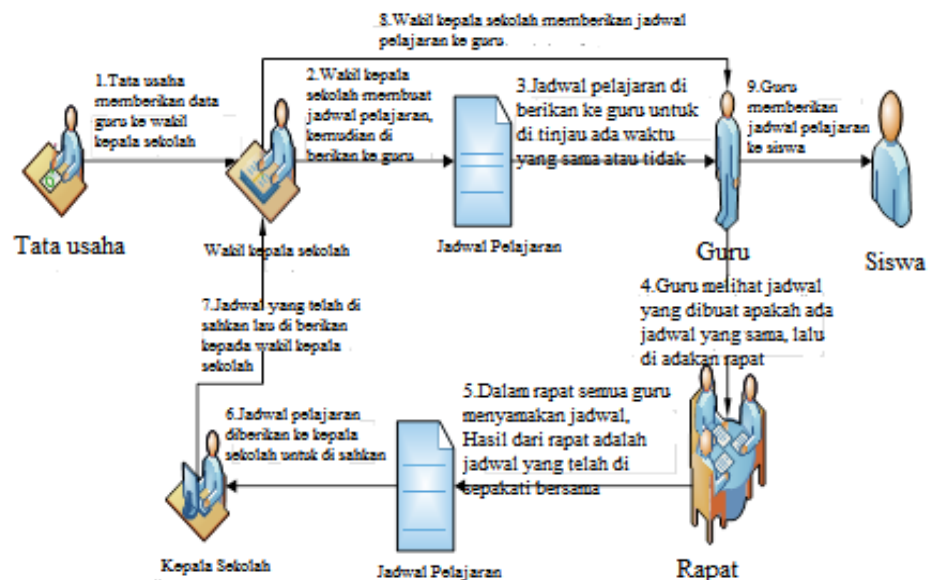 8.Wakil kepala sekolah memberikan jadwal
pelajaran ke guru.
1.Tata usaha
memberikan data
guru ke wakil
kepala sekolah
2.Wakil kepala
sekolah membuat
jadwal pelajaran,
kemudian di
berikan ke guru
3.Jadwal pelajaran di
berikan ke guru untuk
di tinjau ada waktu
yang sama atau tidak
9.Guru
memberikan
jadwal pelajaran
ke siswa
Tata usaha
Wakil kepala sekolah
Jadwal Pelajaran
Guru
Siswa
4.Guru melihat jadwal
yang dibuat apakah ada
jadwal yang sama, lalu
di adakan rapat
7.Jadwal yang telah di
sahkan lau di berikan
kepada wakil kepala
sekolah
5.Dalam rapat semua guru
menyamakan jadwal,
Hasil dari rapat adalah
jadwal yang telah di
sepakati bersama
6.Jadwal pelajaran
diberikan ke kepala
sekolah untuk di sahkan
Kepala Sekolah
Jadwal Pelajaran
Rapat